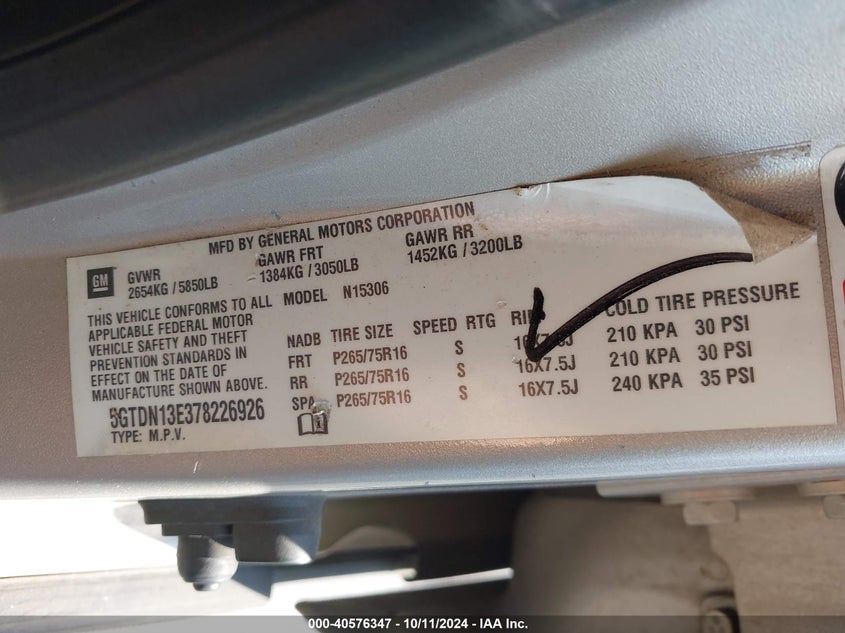 MFD BY GENERAL MOTORS CORPORATION
GM
GVWR GAWR FRT GAWR RR
2654KG / 5850LB 1384KG / 3050LB 1452KG / 3200LB
THIS VEHICLE CONFORMS TO ALL
APPLICABLE FEDERAL MOTOR
VEHICLE SAFETY AND THEFT
PREVENTION STANDARDS IN
EFFECT ON THE DATE OF
MANUFACTURE SHOWN ABOVE.
5GTDN13E378226926
TYPE: M.P.V.
MODEL N15306
NADB TIRE SIZE SPEED RTG COLD TIRE PRESSURE
FRT P265/75R16 S 210 KPA 30 PSI
RR P265/75R16 S 16X7.5J 210 KPA 30 PSI
SPA P265/75R16 S 16X7.5J 240 KPA 35 PSI
000-40576347 - 10/11/2024 - IAA Inc.